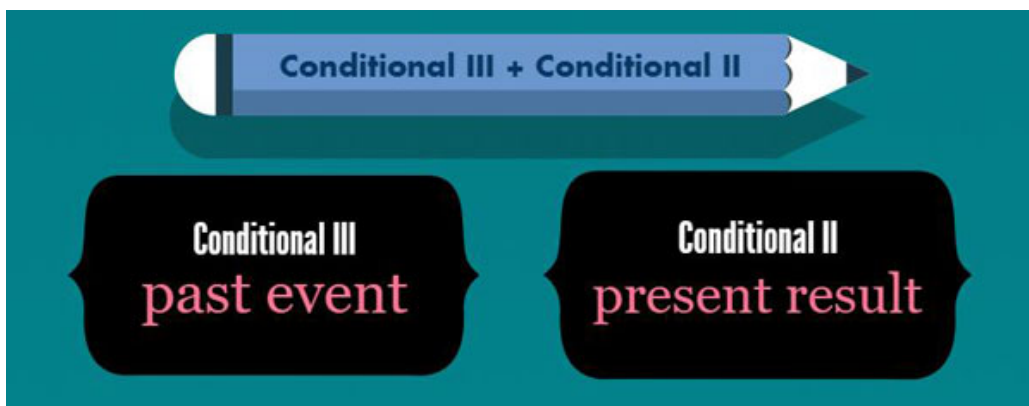 Conditional III + Conditional II
Conditional III
past event
Conditional II
present result